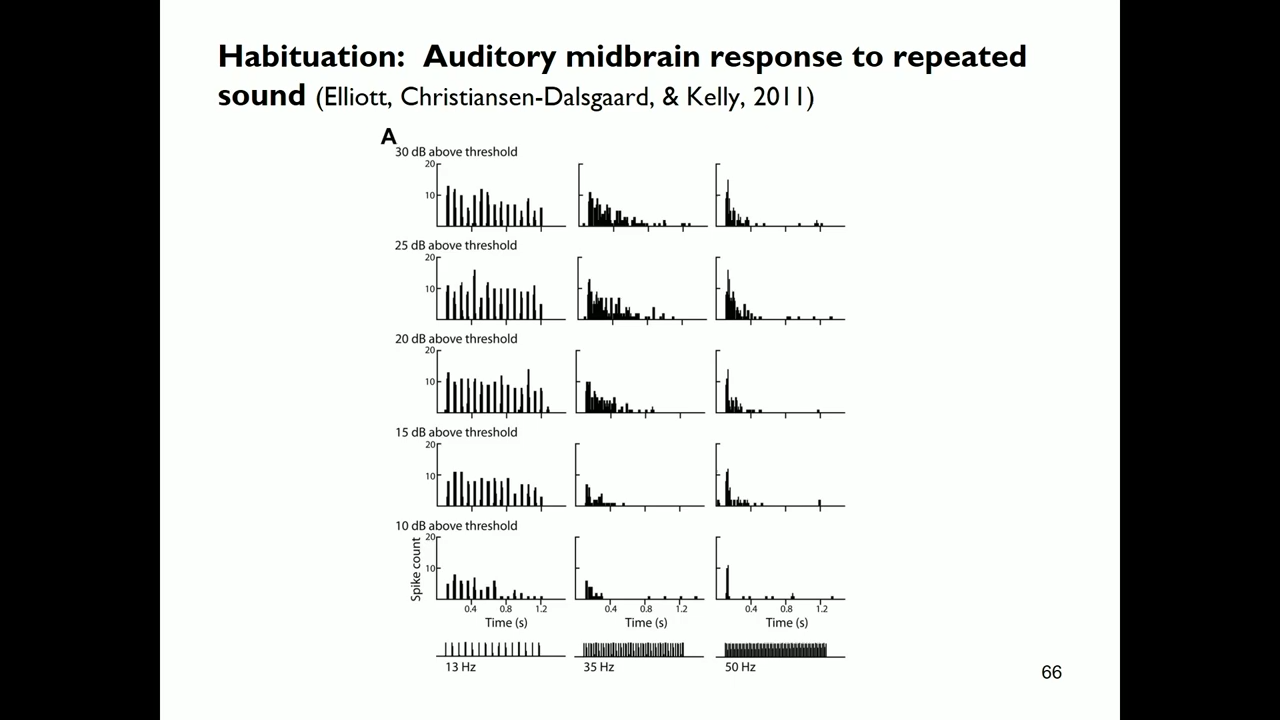 Habituation: Auditory midbrain response to repeated
sound (Elliott, Christiansen-Dalsgaard, & Kelly, 2011)
A
30 dB above threshold
20
10
25 dB above threshold
20
10
20 dB above threshold
20
10
15 dB above threshold
20
10
10 dB above threshold
20
10
Spike count
0.4 0.8 1.2 0.4 0.8 1.2 0.4 0.8 1.2
Time (s) Time (s) Time (s)
13 Hz 35 Hz 50 Hz
66